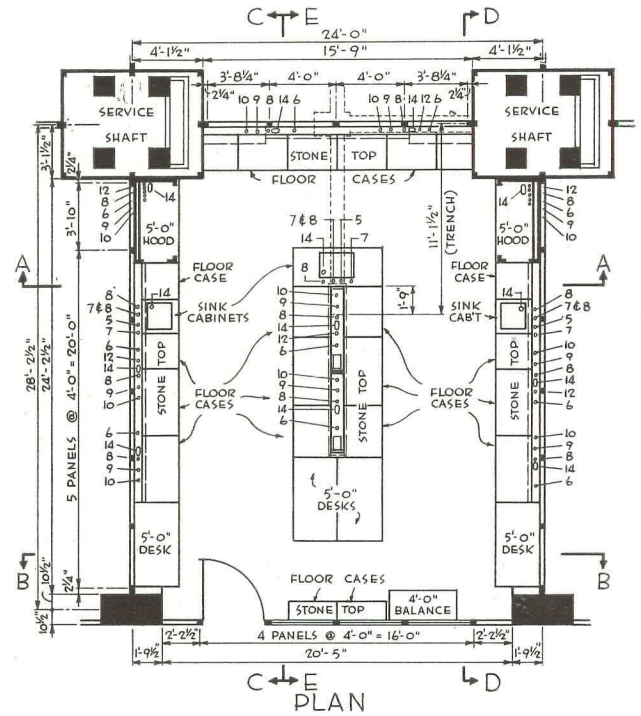 C E D
24'-0"
4'-1½" 15'-9" 4'-1½"
3'-8¼" 4'-0" 4'-0" 3'-8¼"
2¼" 10 9 8 14 6 10 9 8 14 12 6 2¼"
SERVICE SHAFT
SERVICE SHAFT
STONE TOP
FLOOR CASES
3'-1½"
2¼"
3'-10"
12
8
6
9
10
14
5'-0" HOOD
7&8 5
14 7
8
11'-1½" (TRENCH)
14
5'-0" HOOD
12
8
6
9
10
A A
FLOOR CASE
14
SINK CABINETS
10
9
8
14
12
6
1'-9"
FLOOR CASE
14
SINK CAB'T
8
7&8
5
7
6
12
14
8
9
10
STONE TOP
FLOOR CASES
10
9
8
14
6
STONE TOP
FLOOR CASES
STONE TOP
8
7&8
5
7
10
9
8
14
12
6
6
14
8
9
10
10
9
8
14
6
28'-2½"
24'-2½"
5 PANELS @ 4'-0" = 20'-0"
5'-0" DESKS
5'-0" DESK
5'-0" DESK
B B
2¼"
10½"
10½"
FLOOR CASES
STONE TOP
4'-0" BALANCE
2'-2½" 4 PANELS @ 4'-0" = 16'-0" 2'-2½"
1'-9½" 20'-5" 1'-9½"
C E D
PLAN